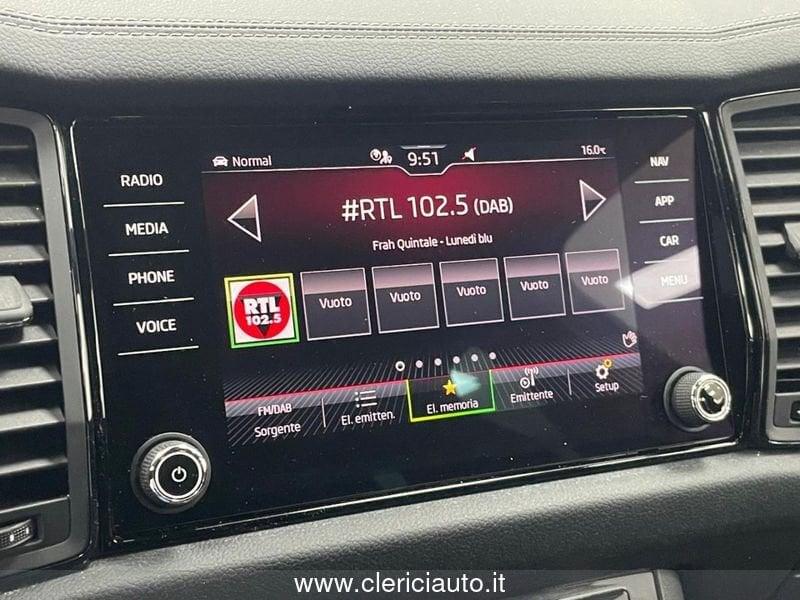 Normal
9:51
16.0°C
RADIO
MEDIA
PHONE
VOICE
NAV
APP
CAR
MENU
#RTL 102.5 (DAB)
Frah Quintale - Lunedì blu
RTL
102.5
Vuoto
Vuoto
Vuoto
Vuoto
Vuoto
FM/DAB
Sorgente
El. emitten.
El. memoria
Emittente
Setup
www.clericiauto.it